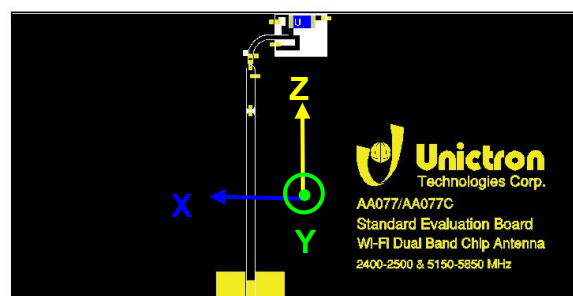 U
Z
X
Y
Unictron
Technologies Corp.
AA077/AA077C
Standard Evaluation Board
Wi-Fi Dual Band Chip Antenna
2400-2500 & 5150-5850 MHz